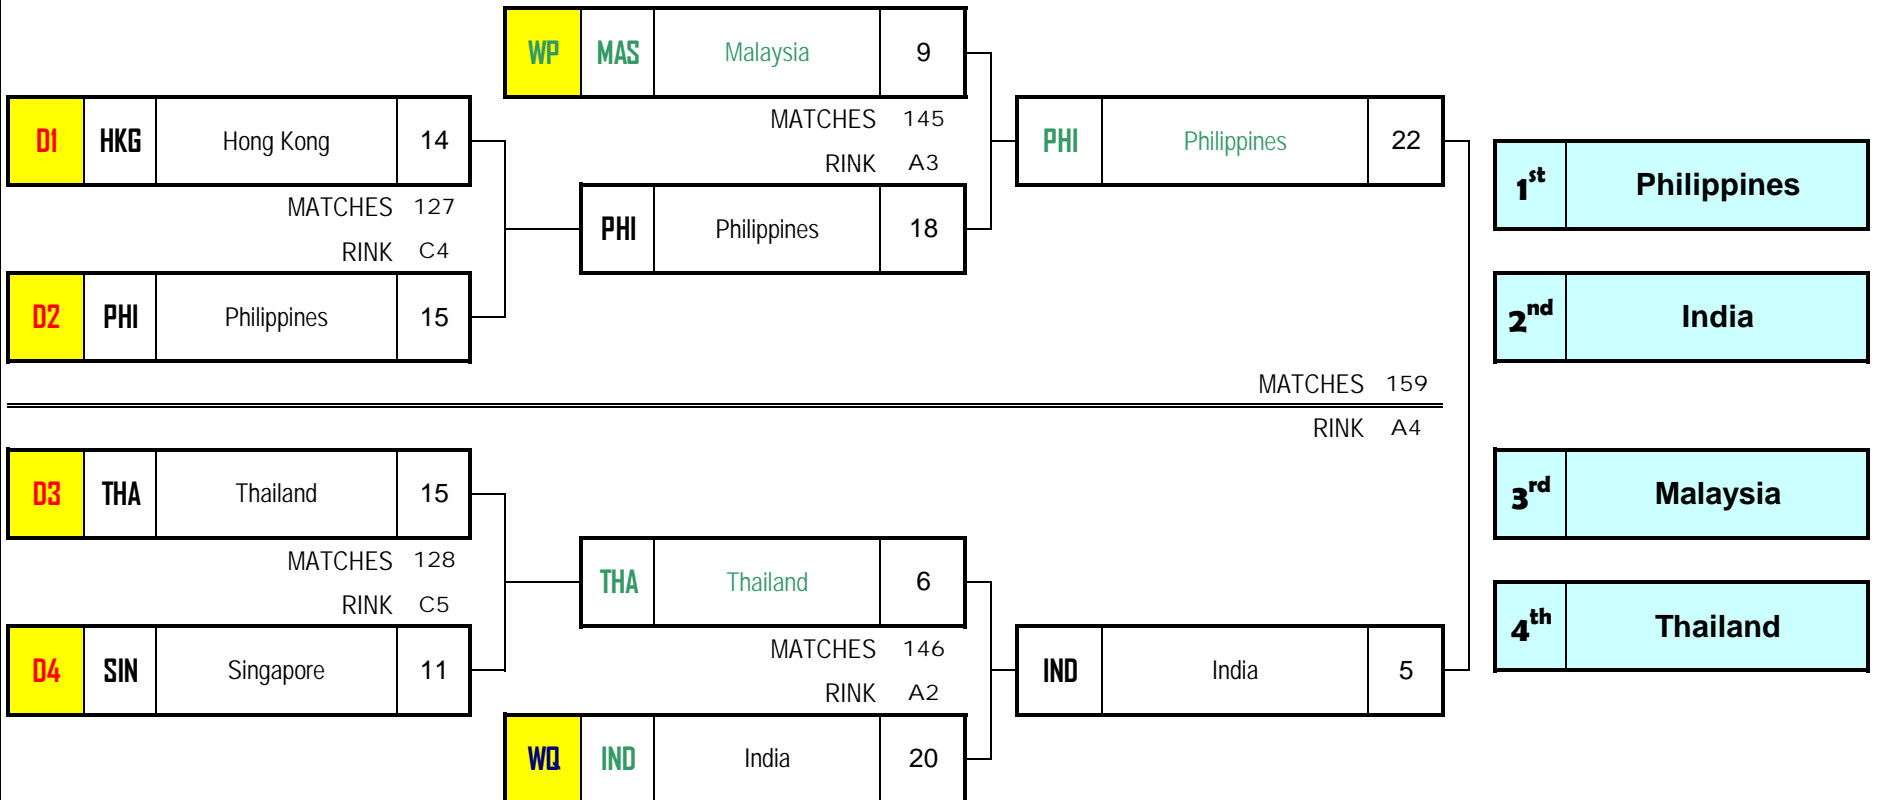 WP MAS Malaysia 9
MATCHES 145
D1 HKG Hong Kong 14
PHI Philippines 22
RINK A3
1st Philippines
MATCHES 127
PHI Philippines 18
RINK C4
D2 PHI Philippines 15
2nd India
MATCHES 159
RINK A4
D3 THA Thailand 15
3rd Malaysia
MATCHES 128
THA Thailand 6
RINK C5
4th Thailand
MATCHES 146
D4 SIN Singapore 11
IND India 5
RINK A2
WQ IND India 20